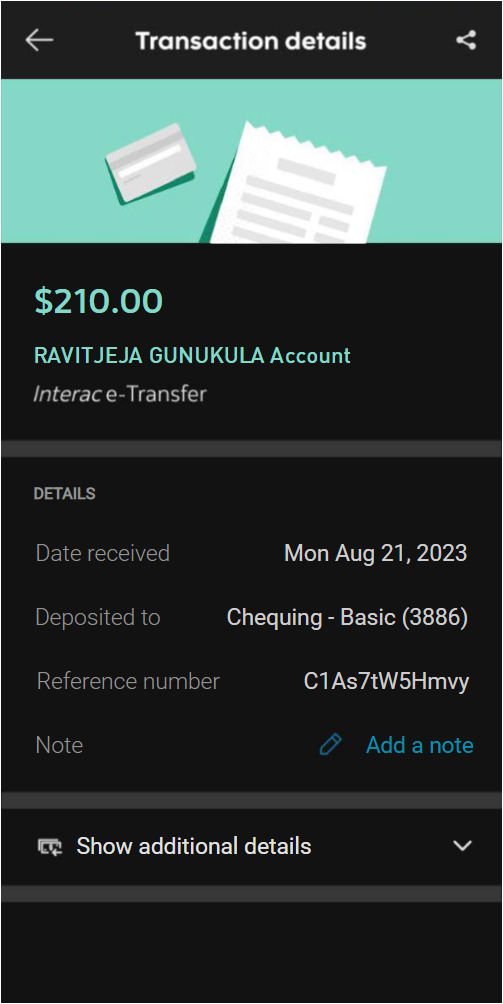 Transaction details
$210.00
RAVITJEJA GUNUKULA Account
Interac e-Transfer
DETAILS
Date received Mon Aug 21, 2023
Deposited to Chequing - Basic (3886)
Reference number C1As7tW5Hmvy
Note Add a note
Show additional details